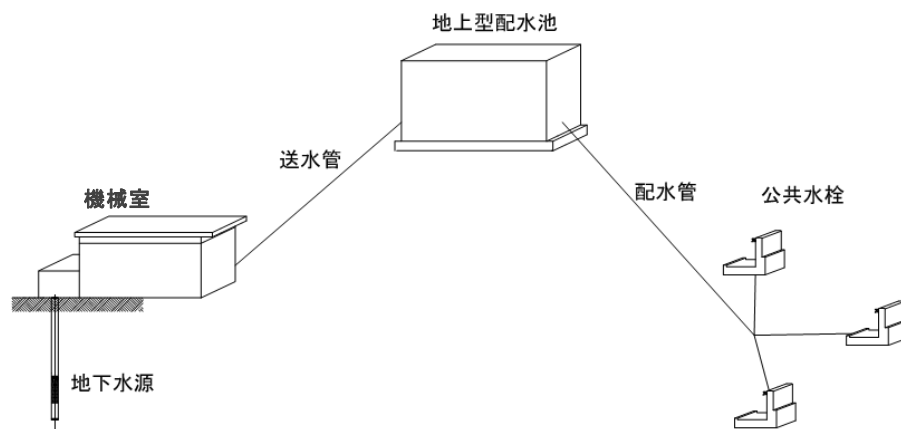 地上型配水池
送水管
機械室
配水管
公共水栓
地下水源